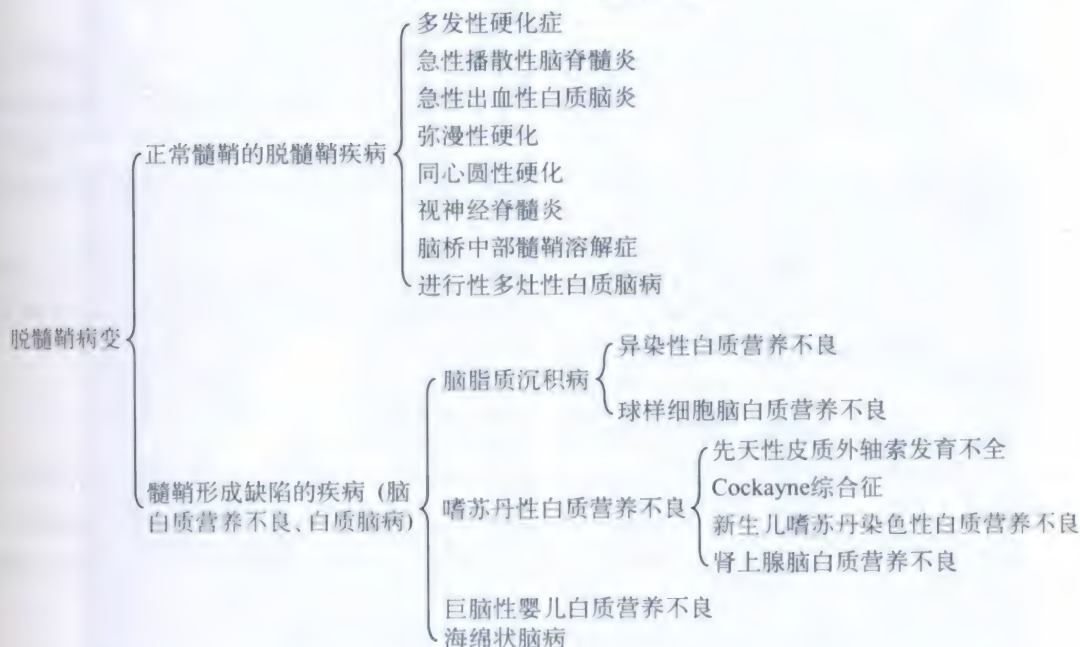 脱髓鞘病变
正常髓鞘的脱髓鞘疾病
多发性硬化症
急性播散性脑脊髓炎
急性出血性白质脑炎
弥漫性硬化
同心圆性硬化
视神经脊髓炎
脑桥中部髓鞘溶解症
进行性多灶性白质脑病
髓鞘形成缺陷的疾病（脑
白质营养不良、白质脑病）
脑脂质沉积病
异染性白质营养不良
球样细胞脑白质营养不良
嗜苏丹性白质营养不良
先天性皮质外轴索发育不全
Cockayne综合征
新生儿嗜苏丹染色性白质营养不良
肾上腺脑白质营养不良
巨脑性婴儿白质营养不良
海绵状脑病